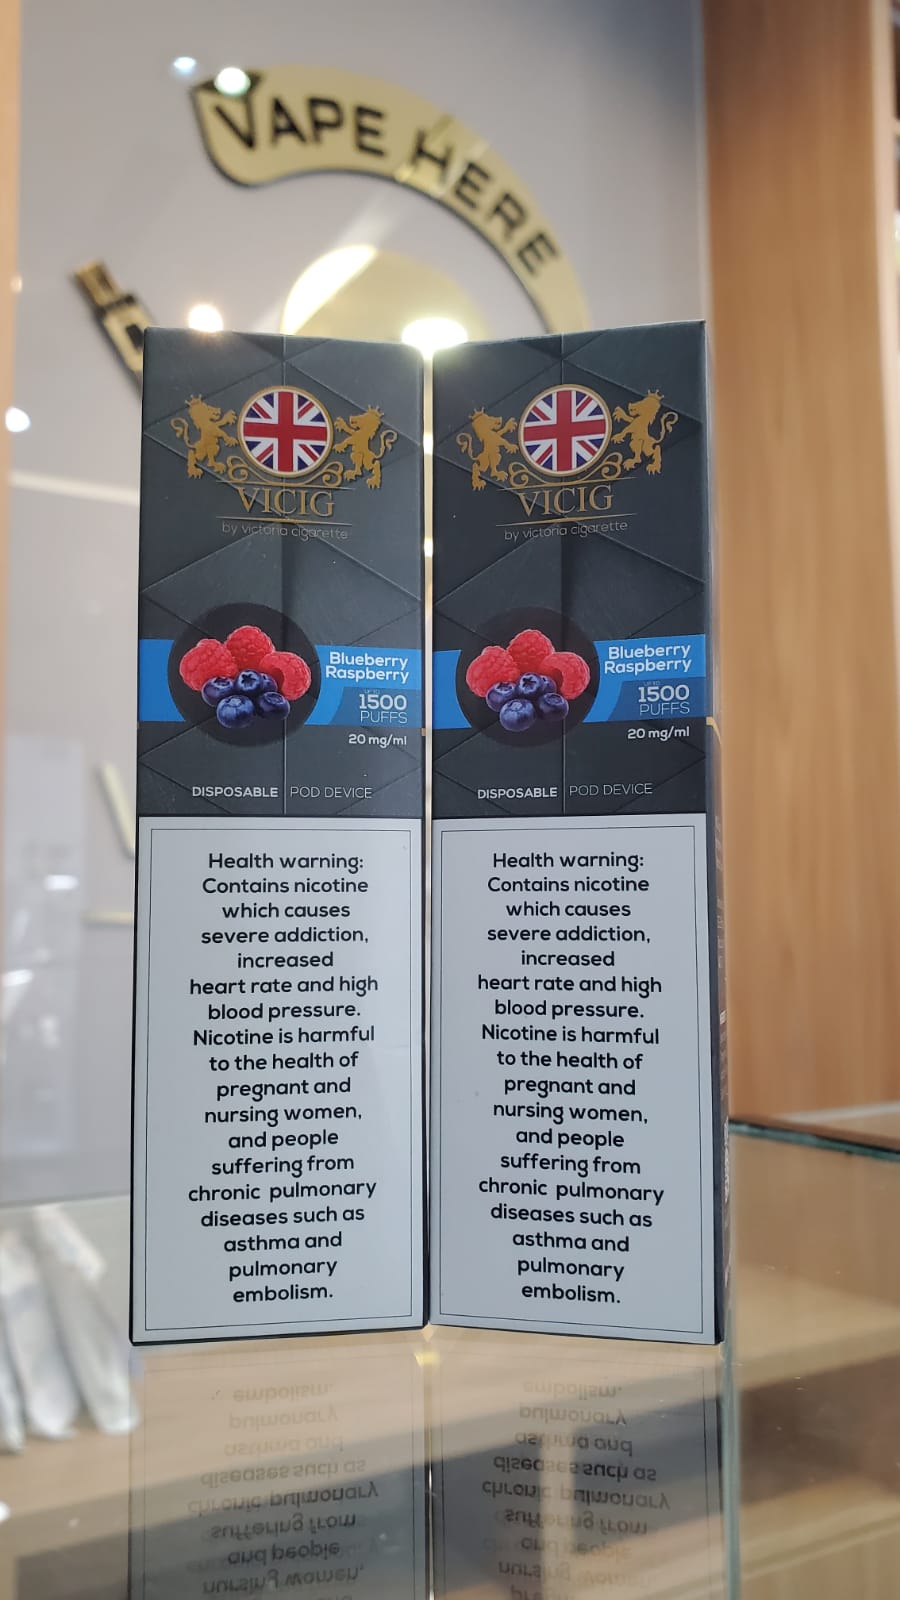 VAPE HERE
VICIG
by victoria cigarette
Blueberry
Raspberry
UP TO
1500
PUFFS
20 mg/ml
DISPOSABLE | POD DEVICE
Health warning:
Contains nicotine
which causes
severe addiction,
increased
heart rate and high
blood pressure.
Nicotine is harmful
to the health of
pregnant and
nursing women,
and people
suffering from
chronic pulmonary
diseases such as
asthma and
pulmonary
embolism.
VICIG
by victoria cigarette
Blueberry
Raspberry
UP TO
1500
PUFFS
20 mg/ml
DISPOSABLE | POD DEVICE
Health warning:
Contains nicotine
which causes
severe addiction,
increased
heart rate and high
blood pressure.
Nicotine is harmful
to the health of
pregnant and
nursing women,
and people
suffering from
chronic pulmonary
diseases such as
asthma and
pulmonary
embolism.